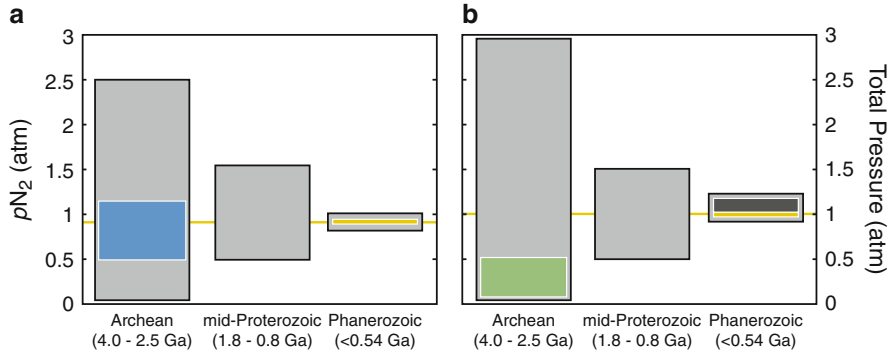 a
b
3
2.5
2
1.5
1
0.5
0
pN₂ (atm)
Archean
(4.0 - 2.5 Ga)
mid-Proterozoic
(1.8 - 0.8 Ga)
Phanerozoic
(<0.54 Ga)
3
2.5
2
1.5
1
0.5
0
Total Pressure (atm)
Archean
(4.0 - 2.5 Ga)
mid-Proterozoic
(1.8 - 0.8 Ga)
Phanerozoic
(<0.54 Ga)